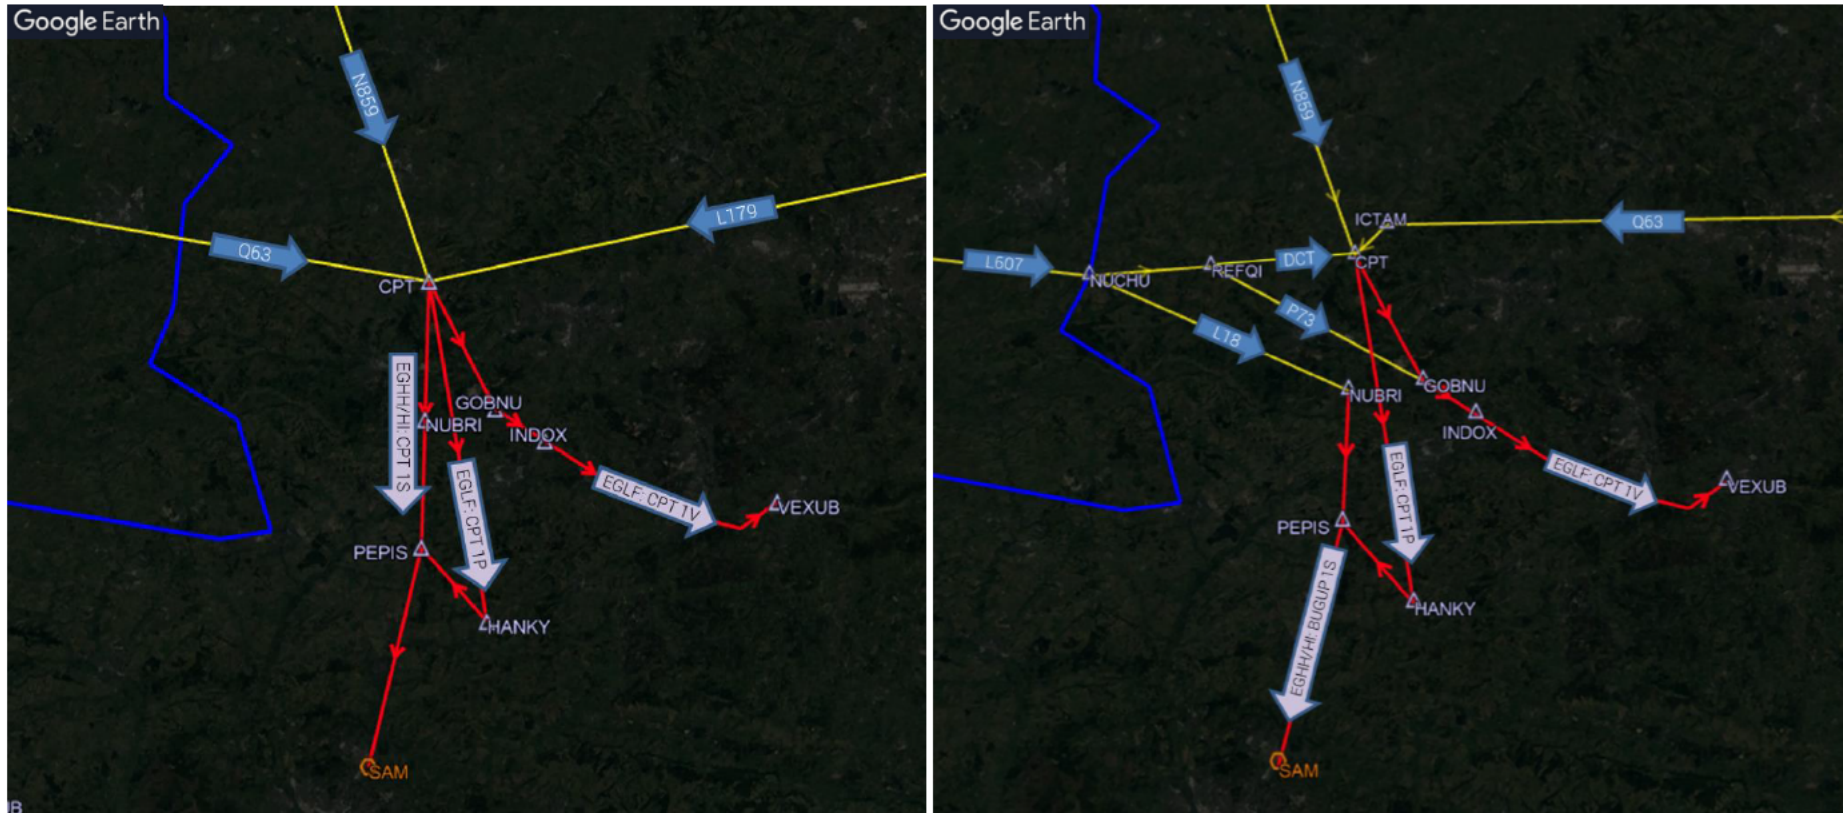 Google Earth
N859
L179
Q63
CPT
EGHH/HI: CPT 1S
GOBNU
NUBRI
INDOX
EGLF: CPT 1P
EGLF: CPT 1V
VEXUB
PEPIS
HANKY
SAM
JB
Google Earth
N859
ICTAM
Q63
L607
DCT
CPT
REFQI
NUCHU
P73
L18
GOBNU
NUBRI
INDOX
EGLF: CPT 1P
EGLF: CPT 1V
VEXUB
PEPIS
EGHH/HI: BUGUP 1S
HANKY
SAM